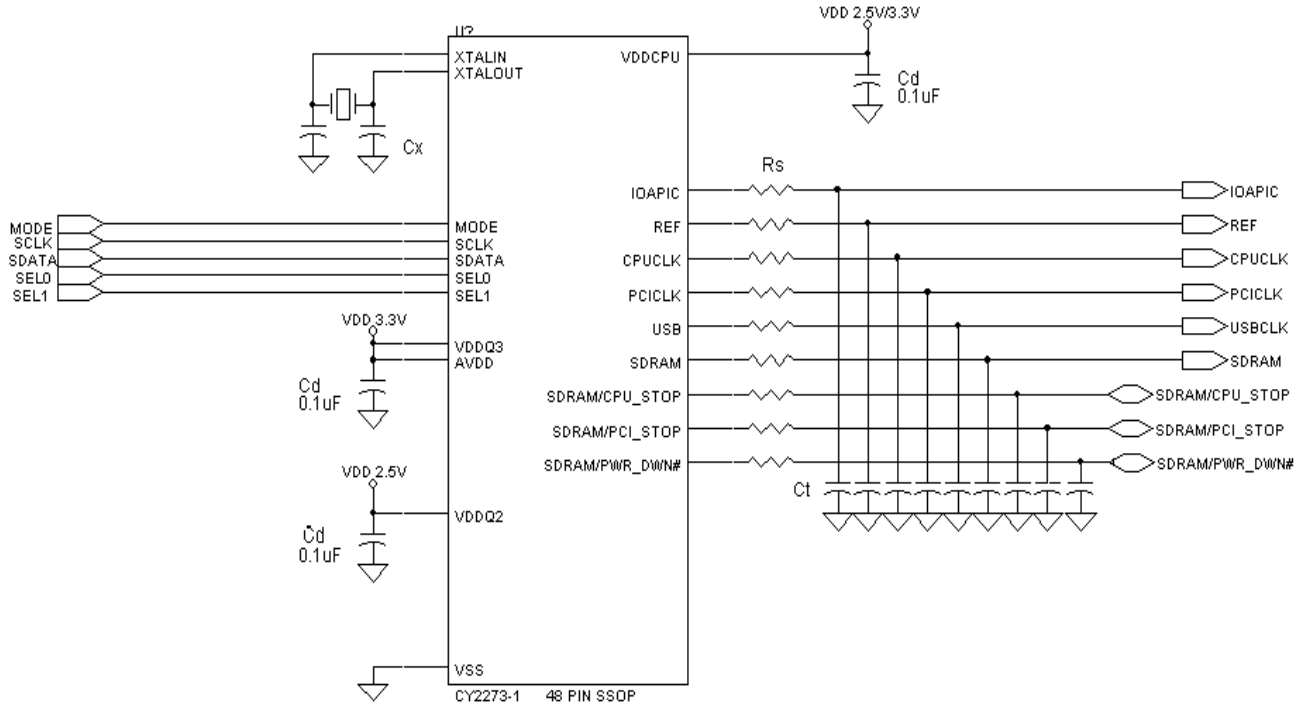 VDD 2.5V/3.3V
U?
XTALIN
XTALOUT
VDDCPU
Cd
0.1uF
Cx
Rs
IOAPIC
IOAPIC
MODE
MODE
REF
REF
SCLK
SCLK
SDATA
SDATA
CPUCLK
CPUCLK
SEL0
SEL0
SEL1
SEL1
PCICLK
PCICLK
VDD 3.3V
USB
USBCLK
VDDQ3
AVDD
SDRAM
SDRAM
Cd
0.1uF
SDRAM/CPU_STOP
SDRAM/CPU_STOP
SDRAM/PCI_STOP
SDRAM/PCI_STOP
VDD 2.5V
SDRAM/PWR_DWN#
SDRAM/PWR_DWN#
Ct
VDDQ2
Cd
0.1uF
VSS
CY2273-1 48 PIN SSOP